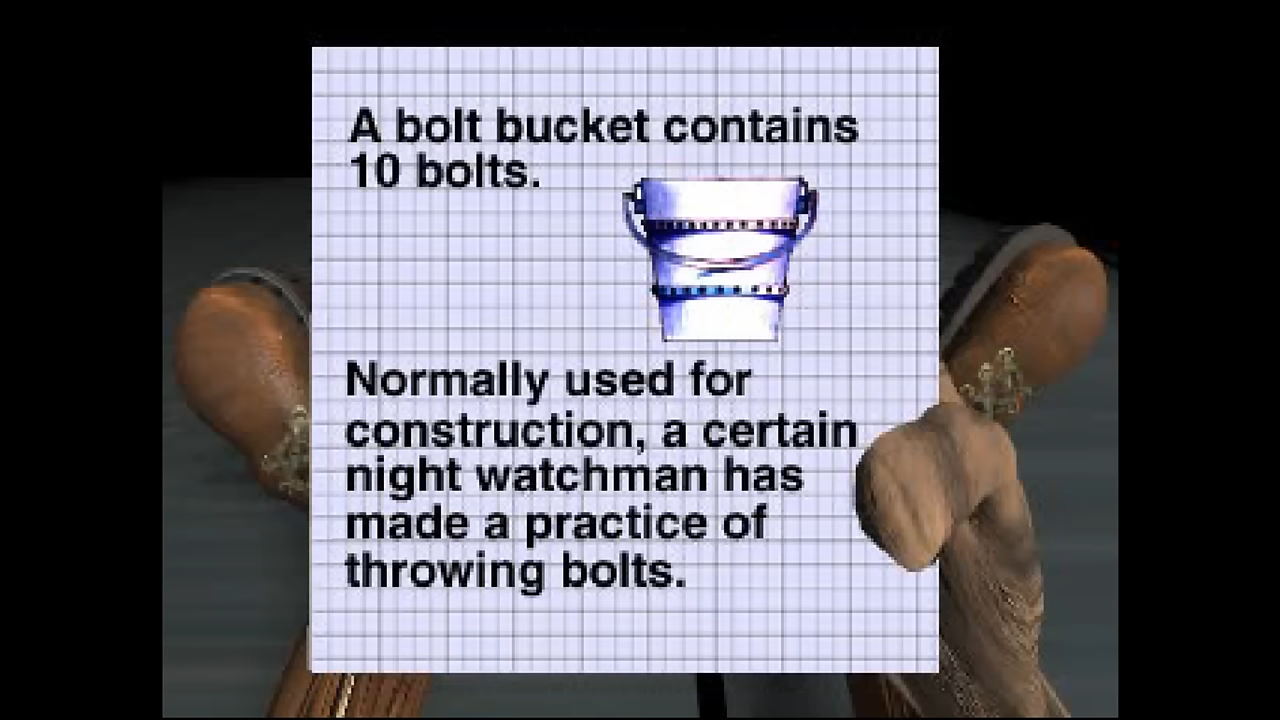 A bolt bucket contains
10 bolts.
Normally used for
construction, a certain
night watchman has
made a practice of
throwing bolts.